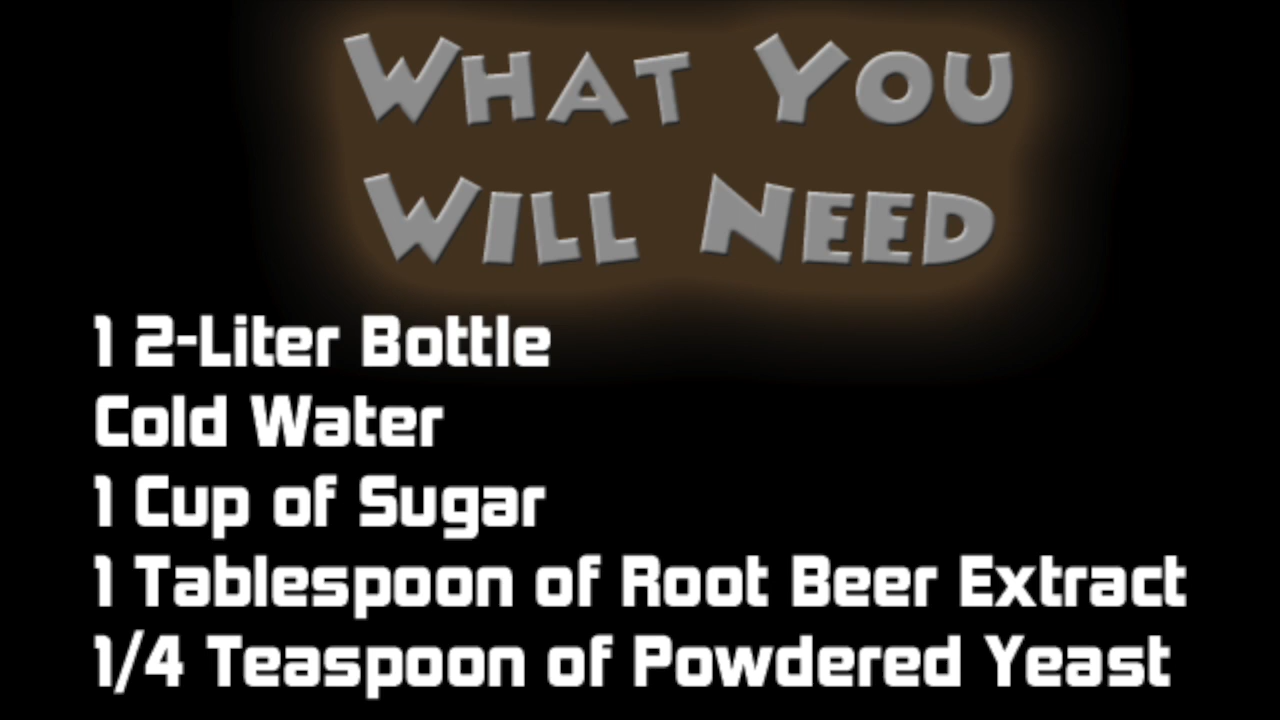 What You
Will Need
1 2-Liter Bottle
Cold Water
1 Cup of Sugar
1 Tablespoon of Root Beer Extract
1/4 Teaspoon of Powdered Yeast